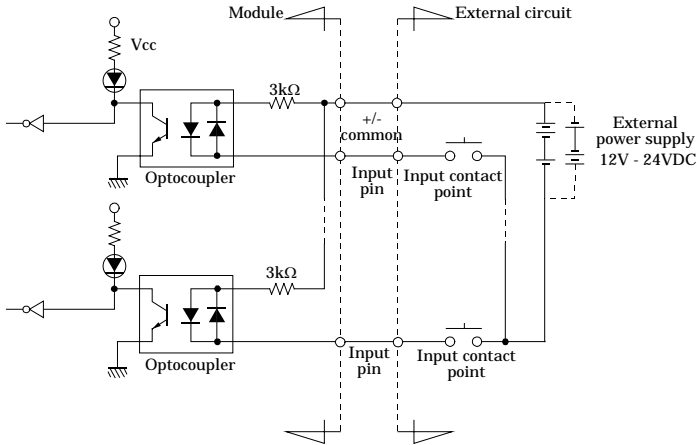 Module
External circuit
Vcc
3kΩ
+/-
common
External
power supply
12V - 24VDC
Optocoupler
Input
pin
Input contact
point
3kΩ
Optocoupler
Input
pin
Input contact
point